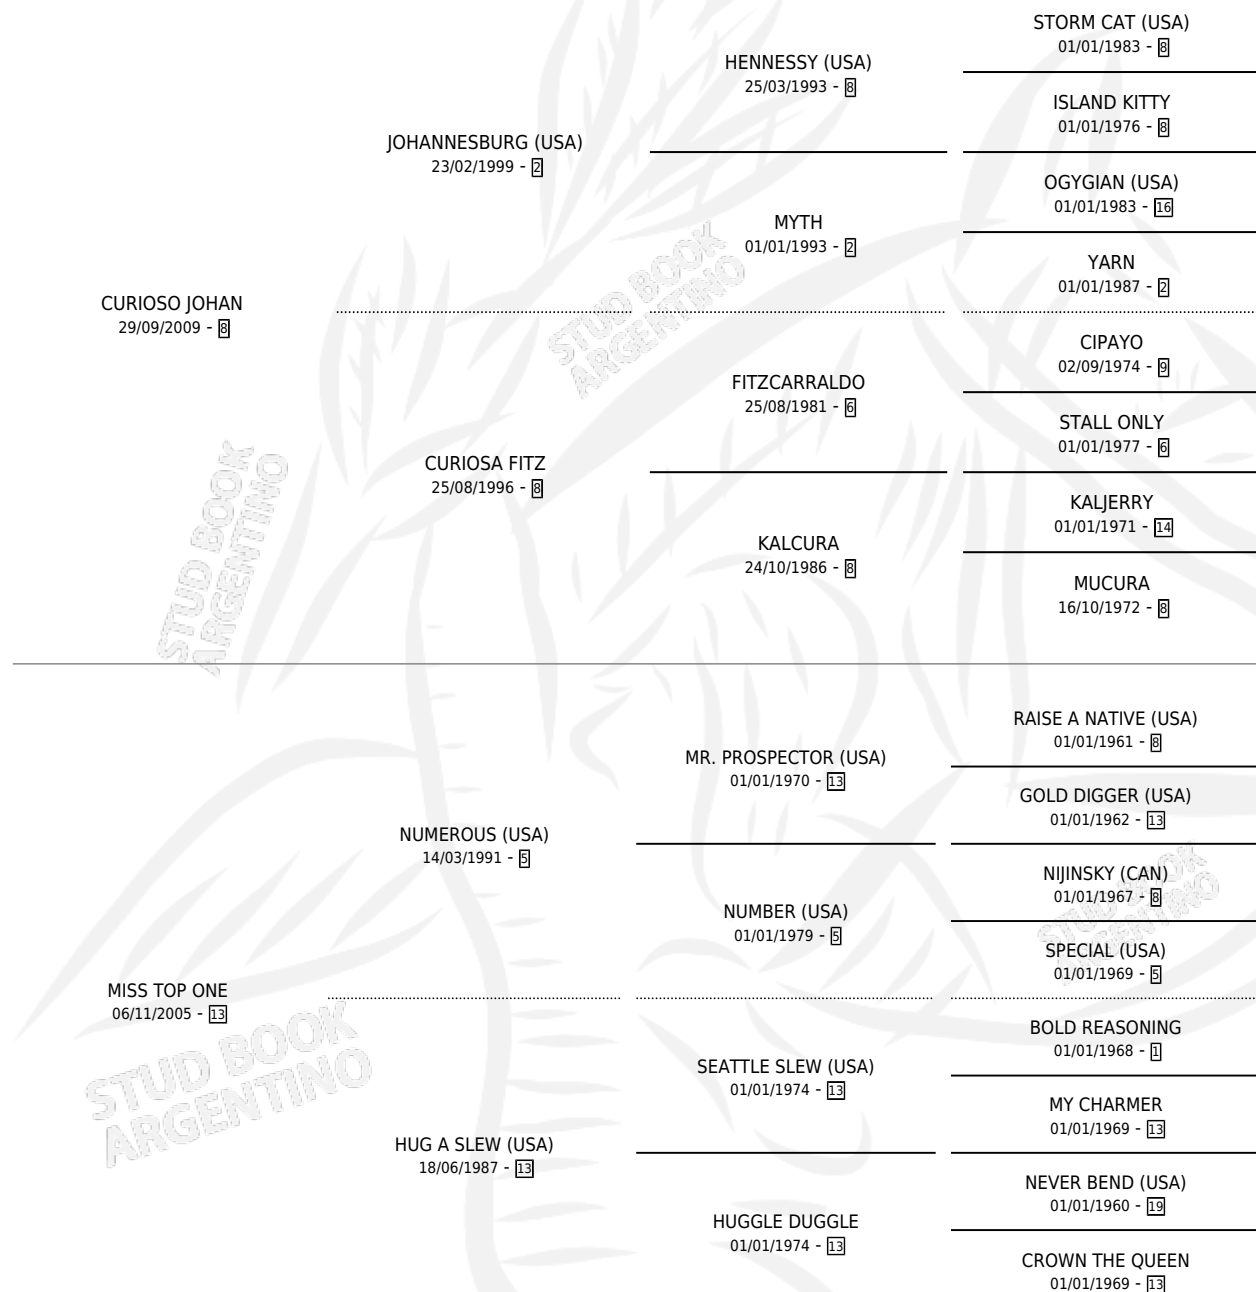 STORM CAT (USA)
01/01/1983 - 8
HENNESSY (USA)
25/03/1993 - 8
ISLAND KITTY
01/01/1976 - 8
JOHANNESBURG (USA)
23/02/1999 - 2
OGYGIAN (USA)
01/01/1983 - 16
MYTH
01/01/1993 - 2
YARN
01/01/1987 - 2
CURIOSO JOHAN
29/09/2009 - 8
STUD BOOK
ARGENTINO
CIPAYO
02/09/1974 - 9
FITZCARRALDO
25/08/1981 - 6
STALL ONLY
01/01/1977 - 6
CURIOSA FITZ
25/08/1996 - 8
KALJERRY
01/01/1971 - 14
KALCURA
24/10/1986 - 8
MUCURA
16/10/1972 - 8
STUD BOOK
ARGENTINO
RAISE A NATIVE (USA)
01/01/1961 - 8
MR. PROSPECTOR (USA)
01/01/1970 - 13
GOLD DIGGER (USA)
01/01/1962 - 13
NUMEROUS (USA)
14/03/1991 - 5
NIJINSKY (CAN)
01/01/1967 - 8
NUMBER (USA)
01/01/1979 - 5
SPECIAL (USA)
01/01/1969 - 5
STUD BOOK
ARGENTINO
MISS TOP ONE
06/11/2005 - 13
BOLD REASONING
01/01/1968 - 1
SEATTLE SLEW (USA)
01/01/1974 - 13
MY CHARMER
01/01/1969 - 13
STUD BOOK
ARGENTINO
HUG A SLEW (USA)
18/06/1987 - 13
NEVER BEND (USA)
01/01/1960 - 19
HUGGLE DUGGLE
01/01/1974 - 13
CROWN THE QUEEN
01/01/1969 - 13